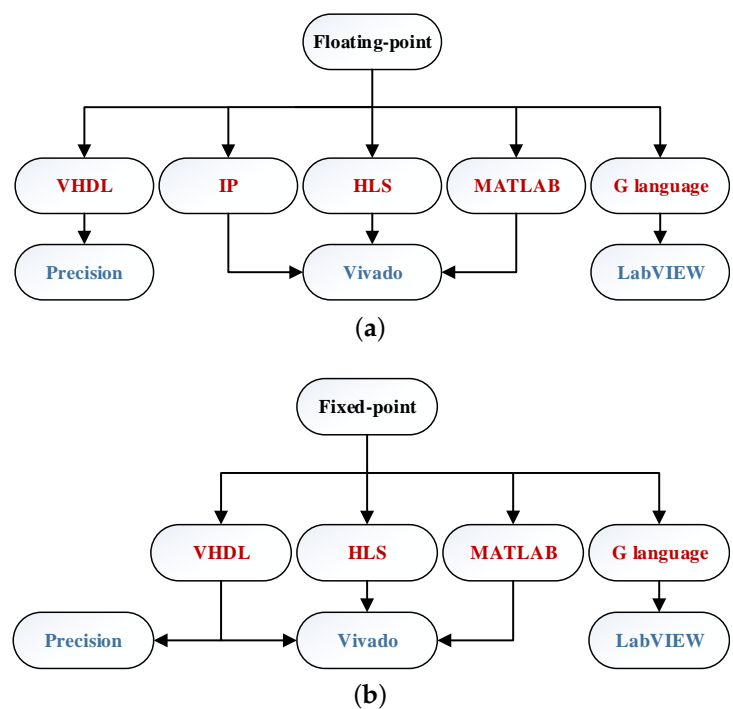 Floating-point
VHDL IP HLS MATLAB G language
Precision Vivado LabVIEW
(a)
Fixed-point
VHDL HLS MATLAB G language
Precision Vivado LabVIEW
(b)